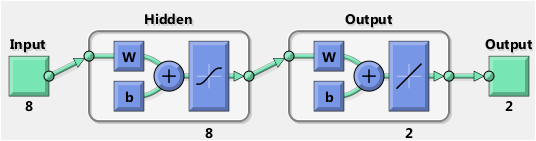 Hidden Output
Input Output
W W
+ +
b b
8 2
8 2